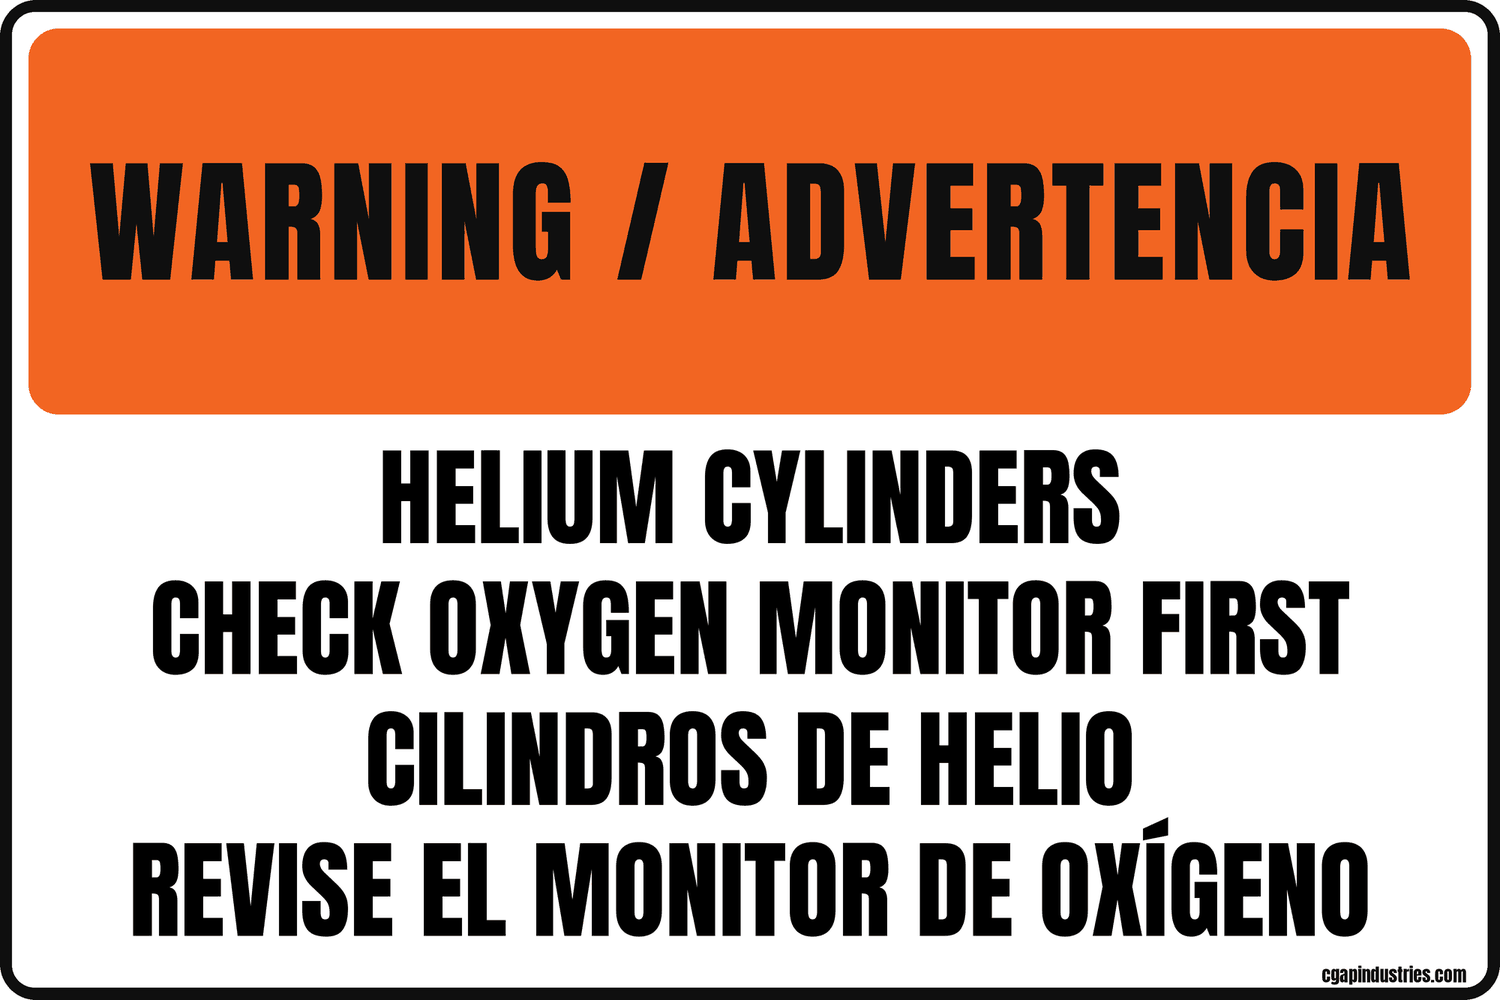 WARNING / ADVERTENCIA
HELIUM CYLINDERS
CHECK OXYGEN MONITOR FIRST
CILINDROS DE HELIO
REVISE EL MONITOR DE OXÍGENO
cgapindustries.com